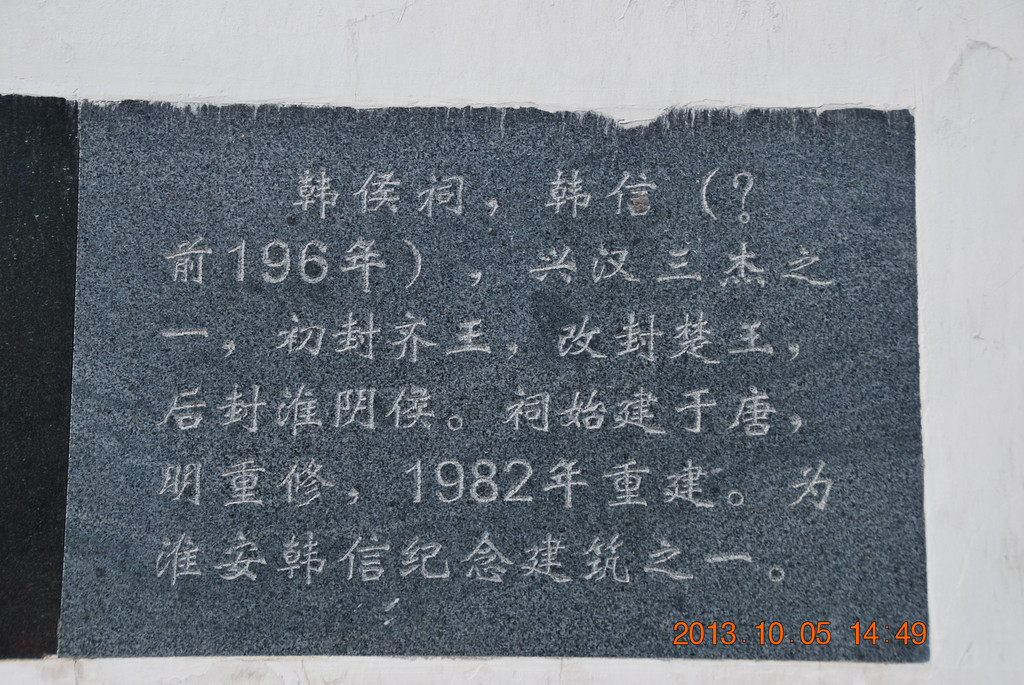 韩侯祠，韩信（？
前196年），兴汉三杰之
一，初封齐王，改封楚王，
后封淮阴侯。祠始建于唐，
明重修，1982年重建。为
淮安韩信纪念建筑之一。
2013.10.05 14:49